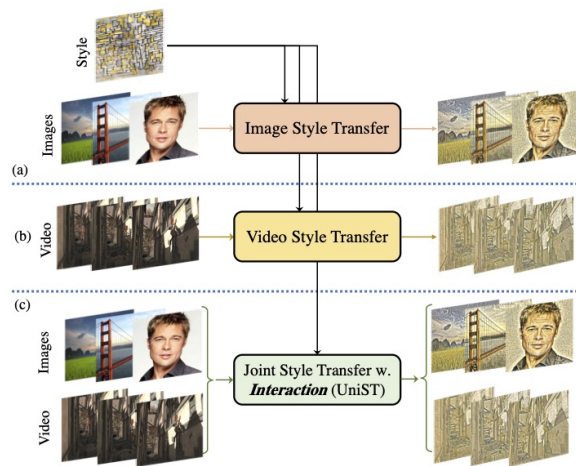 Style
Images
Image Style Transfer
(a)
(b)
Video
Video Style Transfer
(c)
Images
Joint Style Transfer w.
Interaction (UniST)
Video